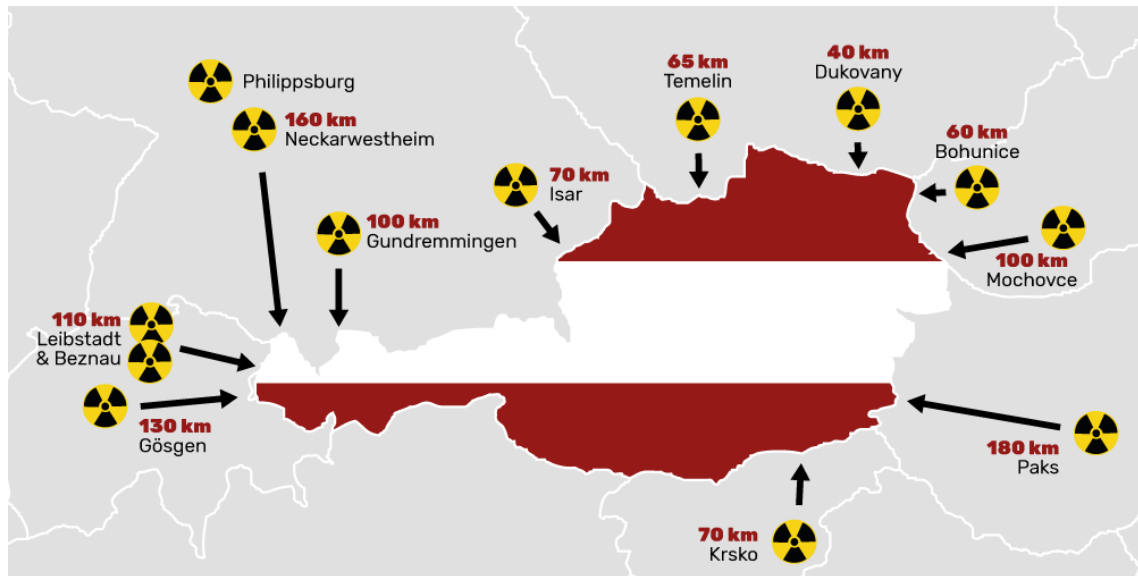 Philippsburg
160 km
Neckarwestheim
65 km
Temelin
40 km
Dukovany
60 km
Bohunice
70 km
Isar
100 km
Gundremmingen
100 km
Mochovce
110 km
Leibstadt
& Beznau
130 km
Gösgen
180 km
Paks
70 km
Krsko